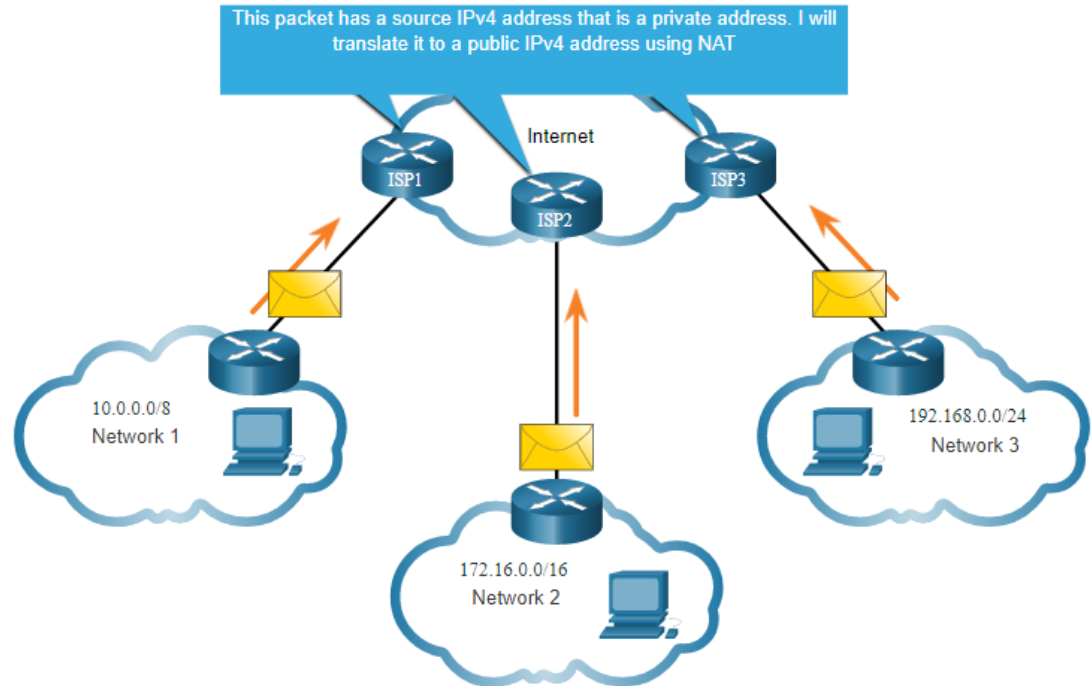 This packet has a source IPv4 address that is a private address. I will
translate it to a public IPv4 address using NAT
Internet
ISP1
ISP2
ISP3
10.0.0.0/8
Network 1
192.168.0.0/24
Network 3
172.16.0.0/16
Network 2